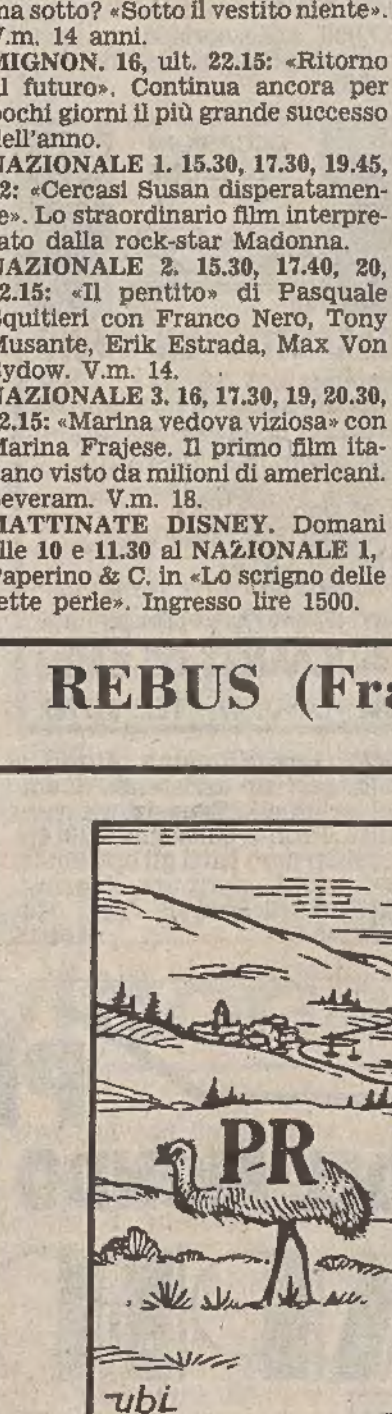 ma sotto? «Sotto il vestito niente».
V.m. 14 anni.
MIGNON. 16, ult. 22.15: «Ritorno
al futuro». Continua ancora per
pochi giorni il più grande successo
dell'anno.
NAZIONALE 1. 15.30, 17.30, 19.45,
22: «Cercasi Susan disperatamen-
te». Lo straordinario film interpre-
tato dalla rock-star Madonna.
NAZIONALE 2. 15.30, 17.40, 20,
22.15: «Il pentito» di Pasquale
Squitieri con Franco Nero, Tony
Musante, Erik Estrada, Max Von
Sydow. V.m. 14.
NAZIONALE 3. 16, 17.30, 19, 20.30,
22.15: «Marina vedova viziosa» con
Marina Frajese. Il primo film ita-
liano visto da milioni di americani.
Severam. V.m. 18.
MATTINATE DISNEY. Domani
alle 10 e 11.30 al NAZIONALE 1,
Paperino & C. in «Lo scrigno delle
sette perle». Ingresso lire 1500.
REBUS (Fra
PR
ubi